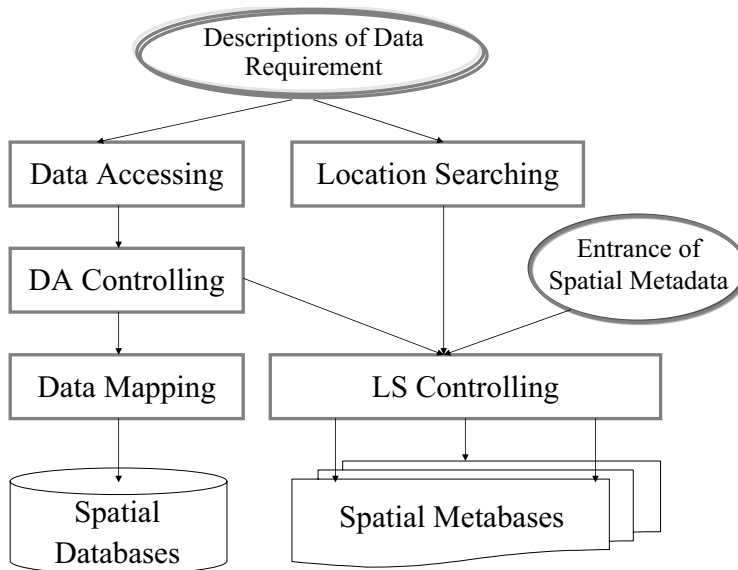 Descriptions of Data
Requirement
Data Accessing
Location Searching
DA Controlling
Entrance of
Spatial Metadata
Data Mapping
LS Controlling
Spatial
Databases
Spatial Metabases